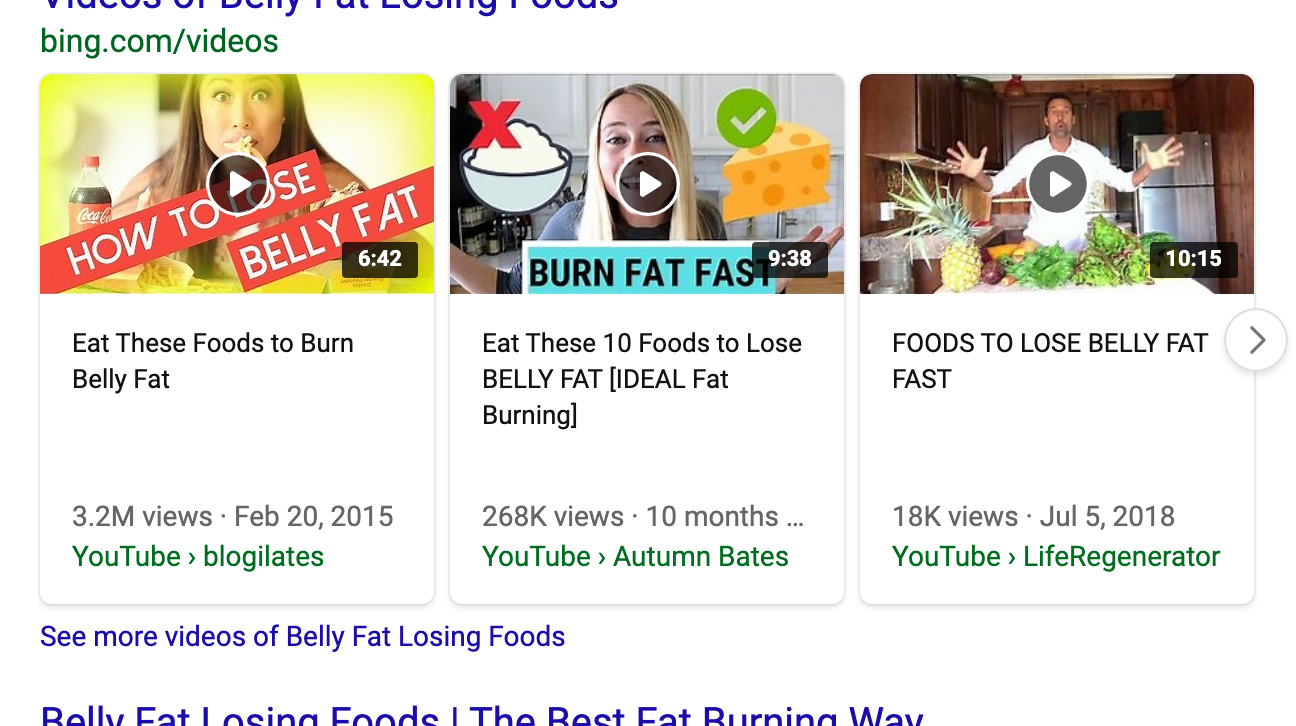 Videos of Belly Fat Losing Foods
bing.com/videos
Coca-Cola
HOW TO LOSE
BELLY FAT
6:42
BURN FAT FAST
9:38
10:15
Eat These Foods to Burn
Belly Fat
3.2M views · Feb 20, 2015
YouTube › blogilates
Eat These 10 Foods to Lose
BELLY FAT [IDEAL Fat
Burning]
268K views · 10 months ...
YouTube › Autumn Bates
FOODS TO LOSE BELLY FAT
FAST
18K views · Jul 5, 2018
YouTube › LifeRegenerator
See more videos of Belly Fat Losing Foods
Belly Fat Losing Foods | The Best Fat Burning Way